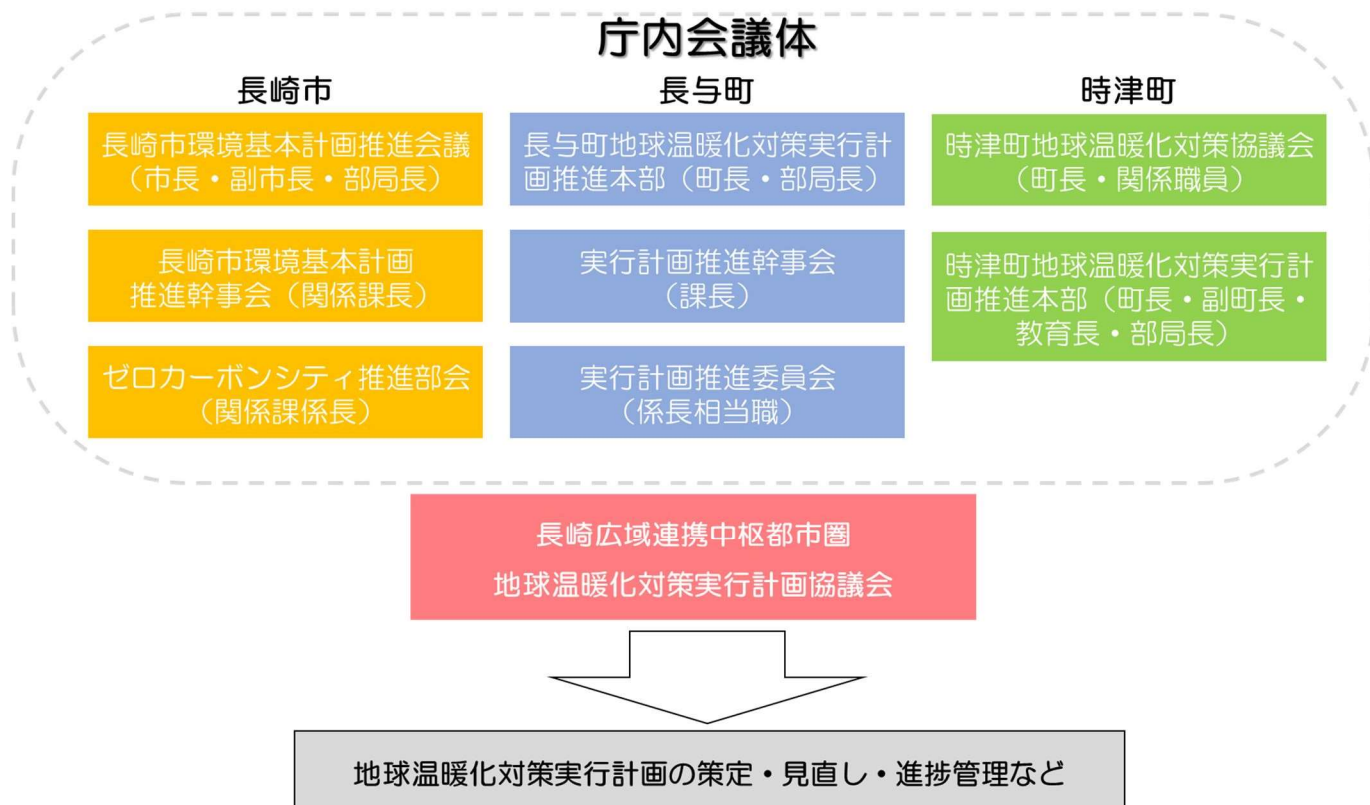 庁内会議体
長崎市
長崎市環境基本計画推進会議
（市長・副市長・部局長）
長崎市環境基本計画
推進幹事会（関係課長）
ゼロカーボンシティ推進部会
（関係課係長）
長与町
長与町地球温暖化対策実行計
画推進本部（町長・部局長）
実行計画推進幹事会
（課長）
実行計画推進委員会
（係長相当職）
時津町
時津町地球温暖化対策協議会
（町長・関係職員）
時津町地球温暖化対策実行計
画推進本部（町長・副町長・
教育長・部局長）
長崎広域連携中枢都市圏
地球温暖化対策実行計画協議会
地球温暖化対策実行計画の策定・見直し・進捗管理など